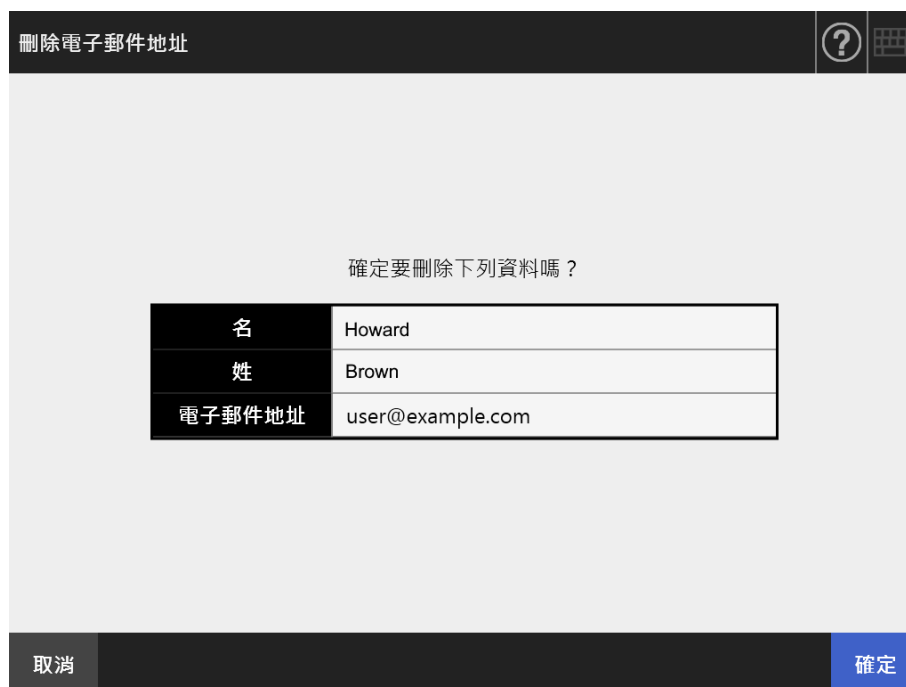 刪除電子郵件地址
確定要刪除下列資料嗎？
名 Howard
姓 Brown
電子郵件地址 user@example.com
取消 確定